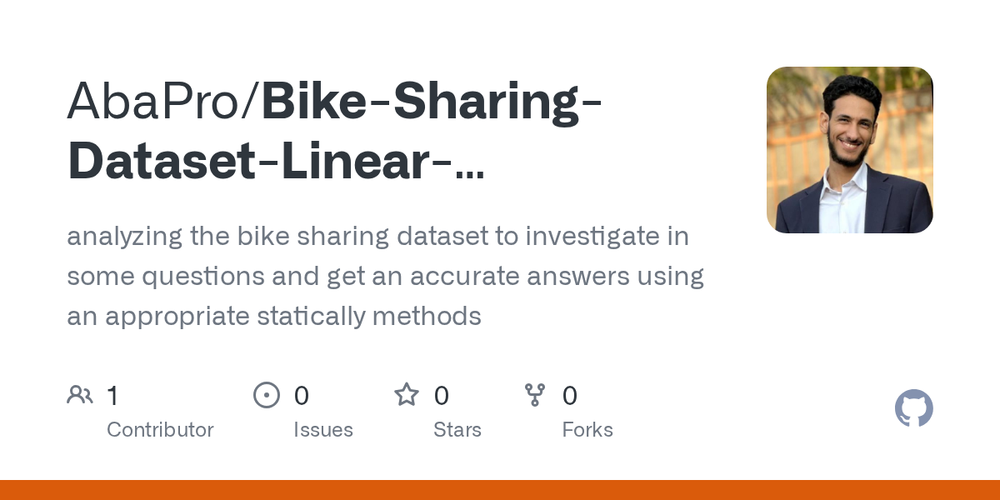 AbaPro/Bike-Sharing-
Dataset-Linear-...
analyzing the bike sharing dataset to investigate in
some questions and get an accurate answers using
an appropriate statically methods
1 0 0 0
Contributor Issues Stars Forks